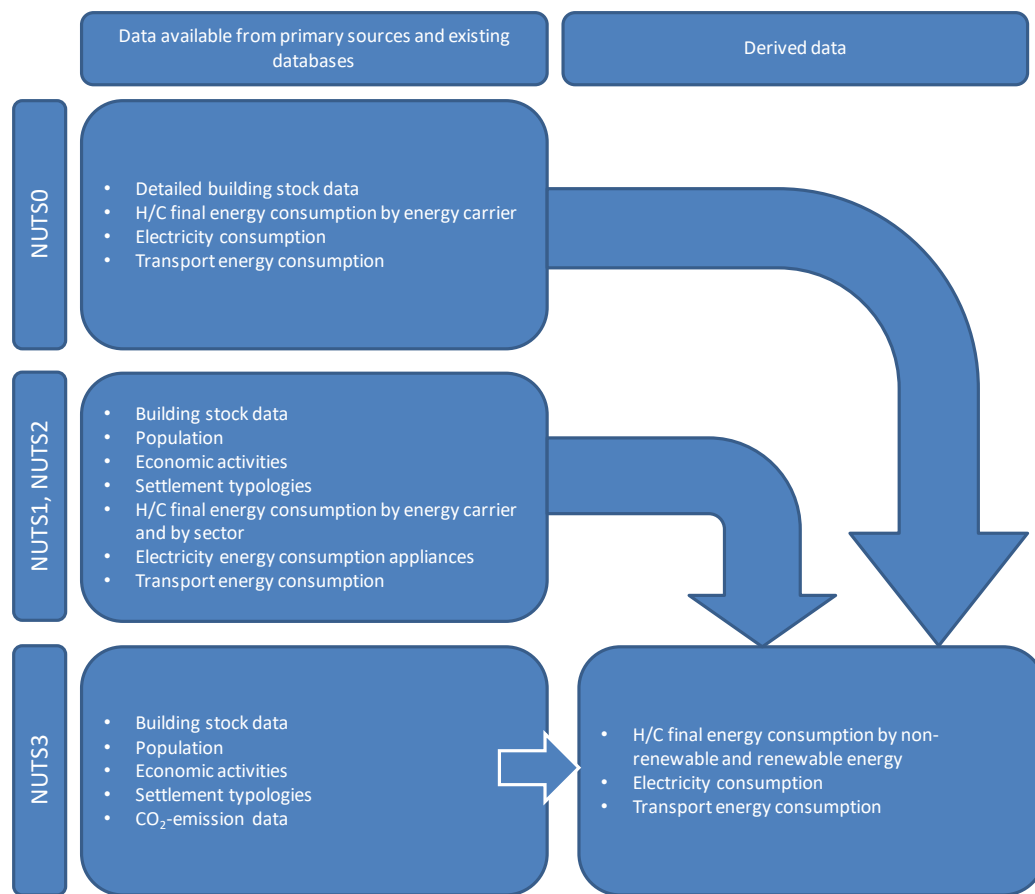 Data available from primary sources and existing
databases
Derived data
NUTS0
• Detailed building stock data
• H/C final energy consumption by energy carrier
• Electricity consumption
• Transport energy consumption
NUTS1, NUTS2
• Building stock data
• Population
• Economic activities
• Settlement typologies
• H/C final energy consumption by energy carrier
and by sector
• Electricity energy consumption appliances
• Transport energy consumption
NUTS3
• Building stock data
• Population
• Economic activities
• Settlement typologies
• CO₂-emission data
• H/C final energy consumption by non-
renewable and renewable energy
• Electricity consumption
• Transport energy consumption